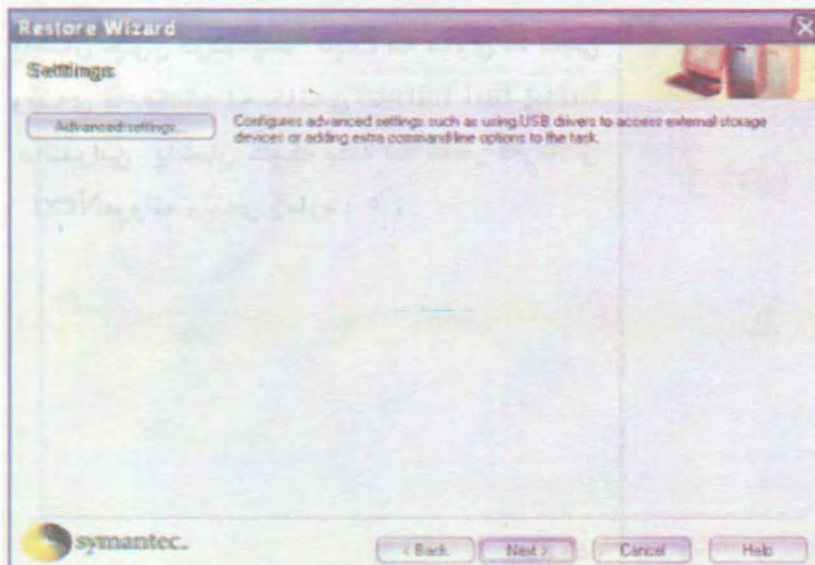 Restore Wizard
Settings
Advanced settings...
Configures advanced settings such as using USB drivers to access external storage
devices or adding extra command-line options to the task.
symantec.
< Back
Next >
Cancel
Help